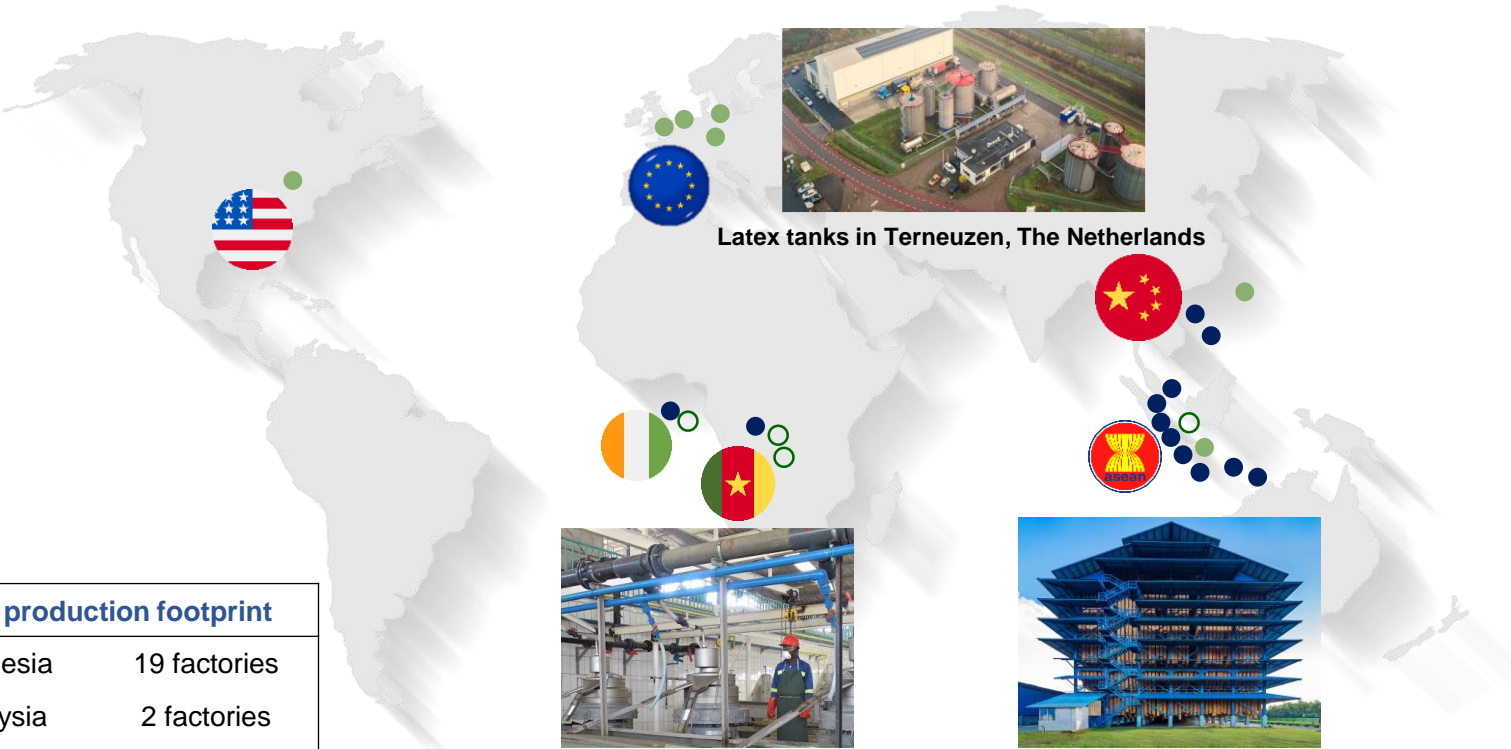 Latex tanks in Terneuzen, The Netherlands
asean
production footprint
esia 19 factories
ysia 2 factories